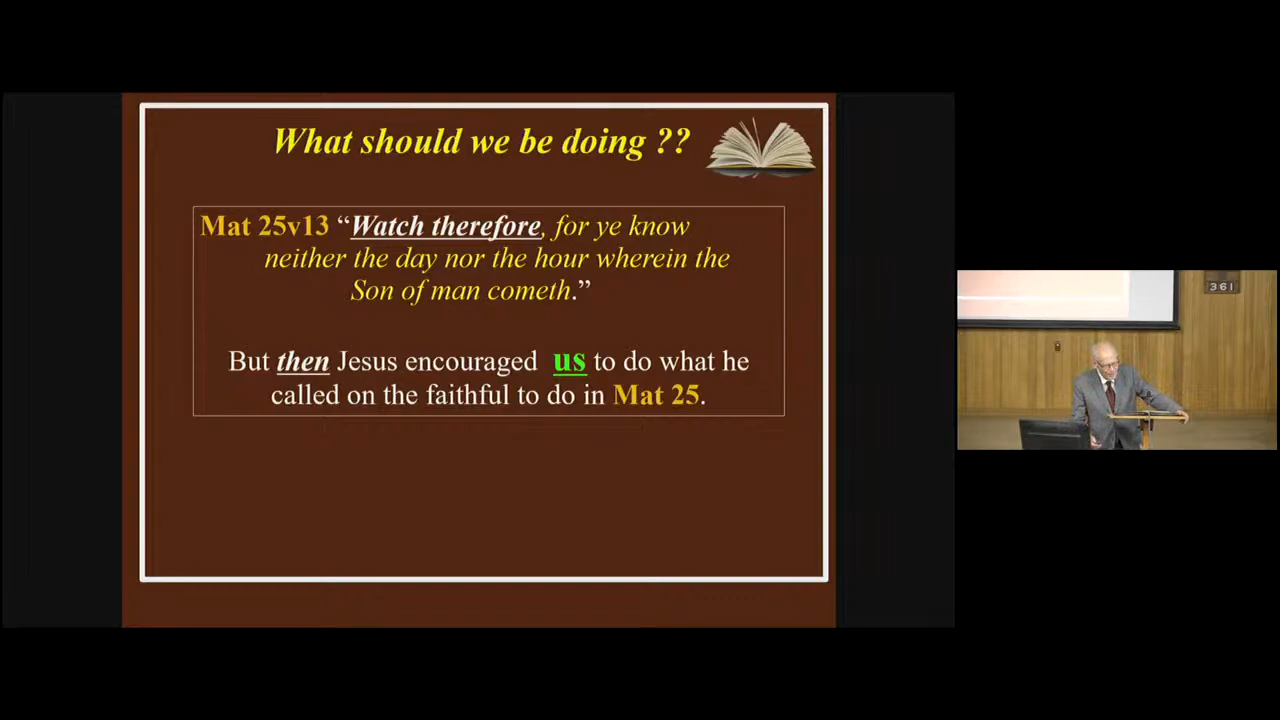 What should we be doing ??
Mat 25v13 “Watch therefore, for ye know
neither the day nor the hour wherein the
Son of man cometh.”
But then Jesus encouraged us to do what he
called on the faithful to do in Mat 25.
361